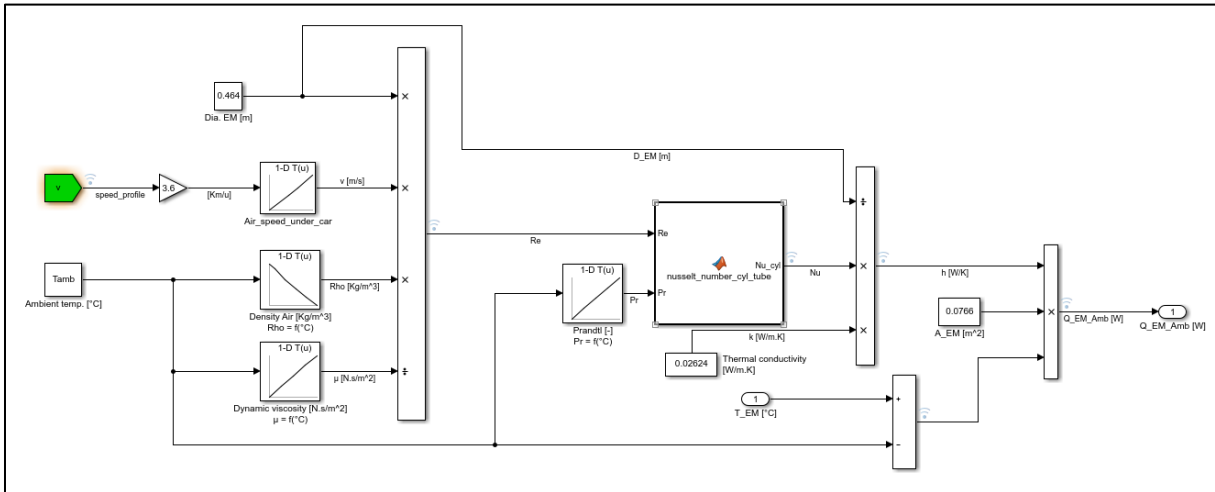 0.464
Dia. EM [m]
×
D_EM [m]
v
speed_profile
3.6
[Km/u]
1-D T(u)
Air_speed_under_car
v [m/s]
×
÷
Re
Re
Nu_cyl
nusselt_number_cyl_tube
Pr
Nu
×
h [W/K]
Tamb
Ambient temp. [°C]
1-D T(u)
Density Air [Kg/m^3]
Rho = f(°C)
Rho [Kg/m^3]
×
1-D T(u)
Prandtl [-]
Pr = f(°C)
Pr
k [W/m.K]
×
0.02624
Thermal conductivity
[W/m.K]
0.0766
A_EM [m^2]
×
Q_EM_Amb [W]
1
Q_EM_Amb [W]
1-D T(u)
Dynamic viscosity [N.s/m^2]
µ = f(°C)
µ [N.s/m^2]
÷
1
T_EM [°C]
+
−